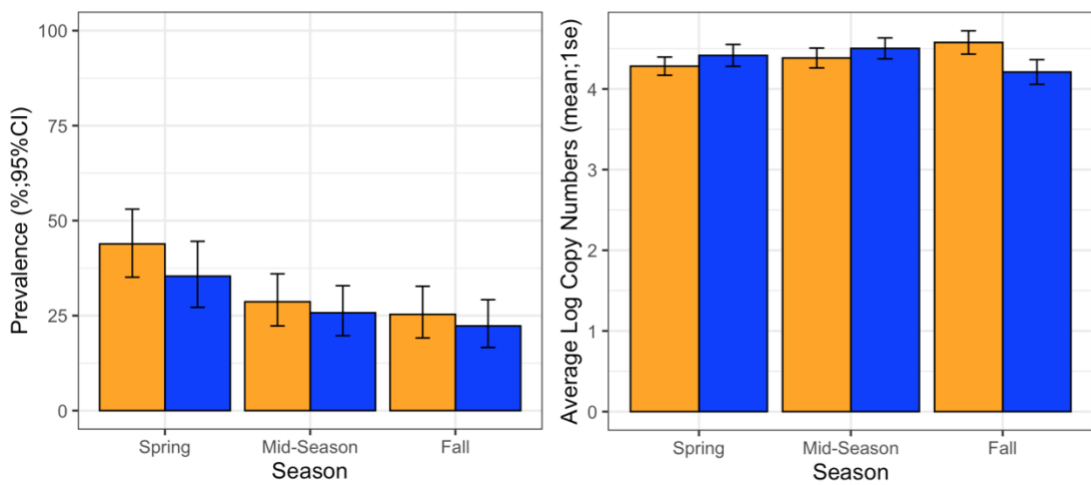 Prevalence (%;95%CI)
100
75
50
25
0
Spring
Mid-Season
Fall
Season
Average Log Copy Numbers (mean;1se)
4
3
2
1
0
Spring
Mid-Season
Fall
Season